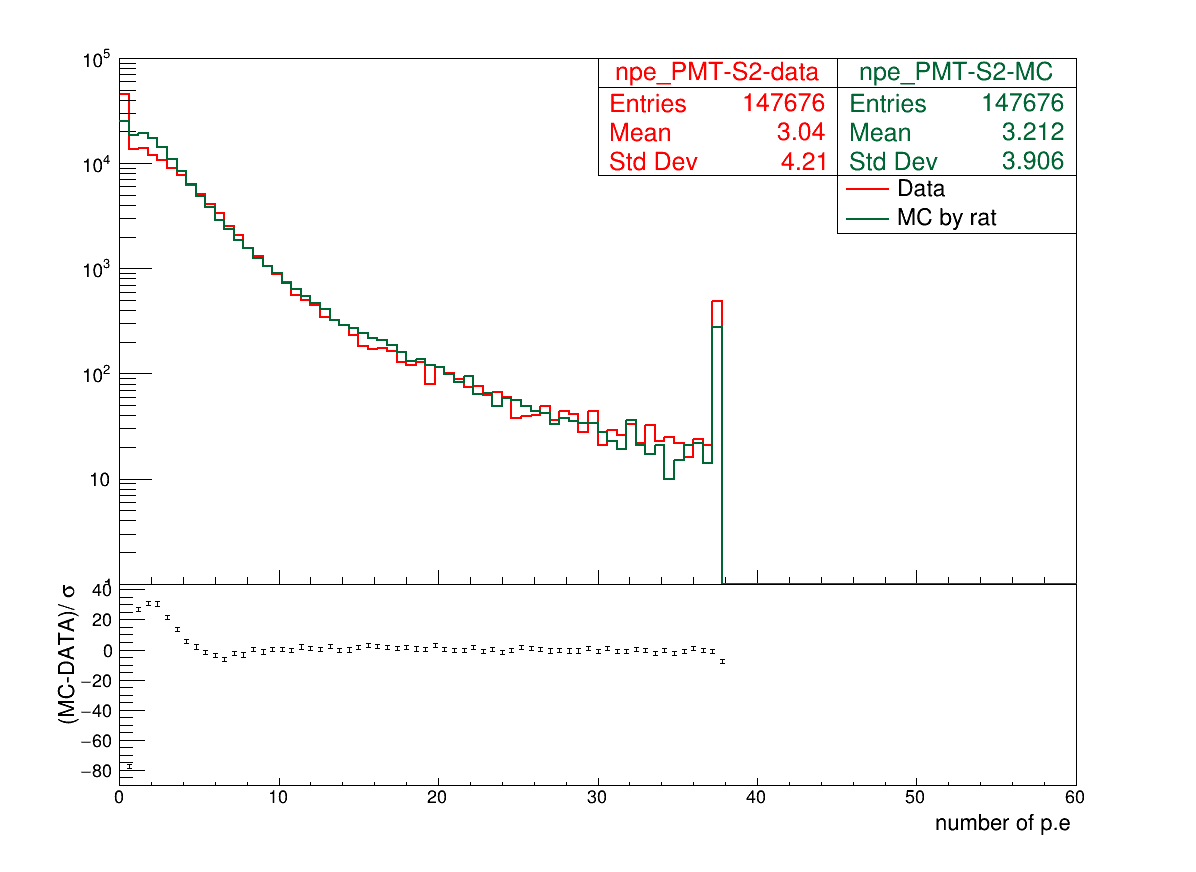 npe_PMT-S2-data
Entries 147676
Mean 3.04
Std Dev 4.21
npe_PMT-S2-MC
Entries 147676
Mean 3.212
Std Dev 3.906
Data
MC by rat
10^5
10^4
10^3
10^2
10
1
(MC-DATA)/ σ
40
20
0
−20
−40
−60
−80
0 10 20 30 40 50 60
number of p.e